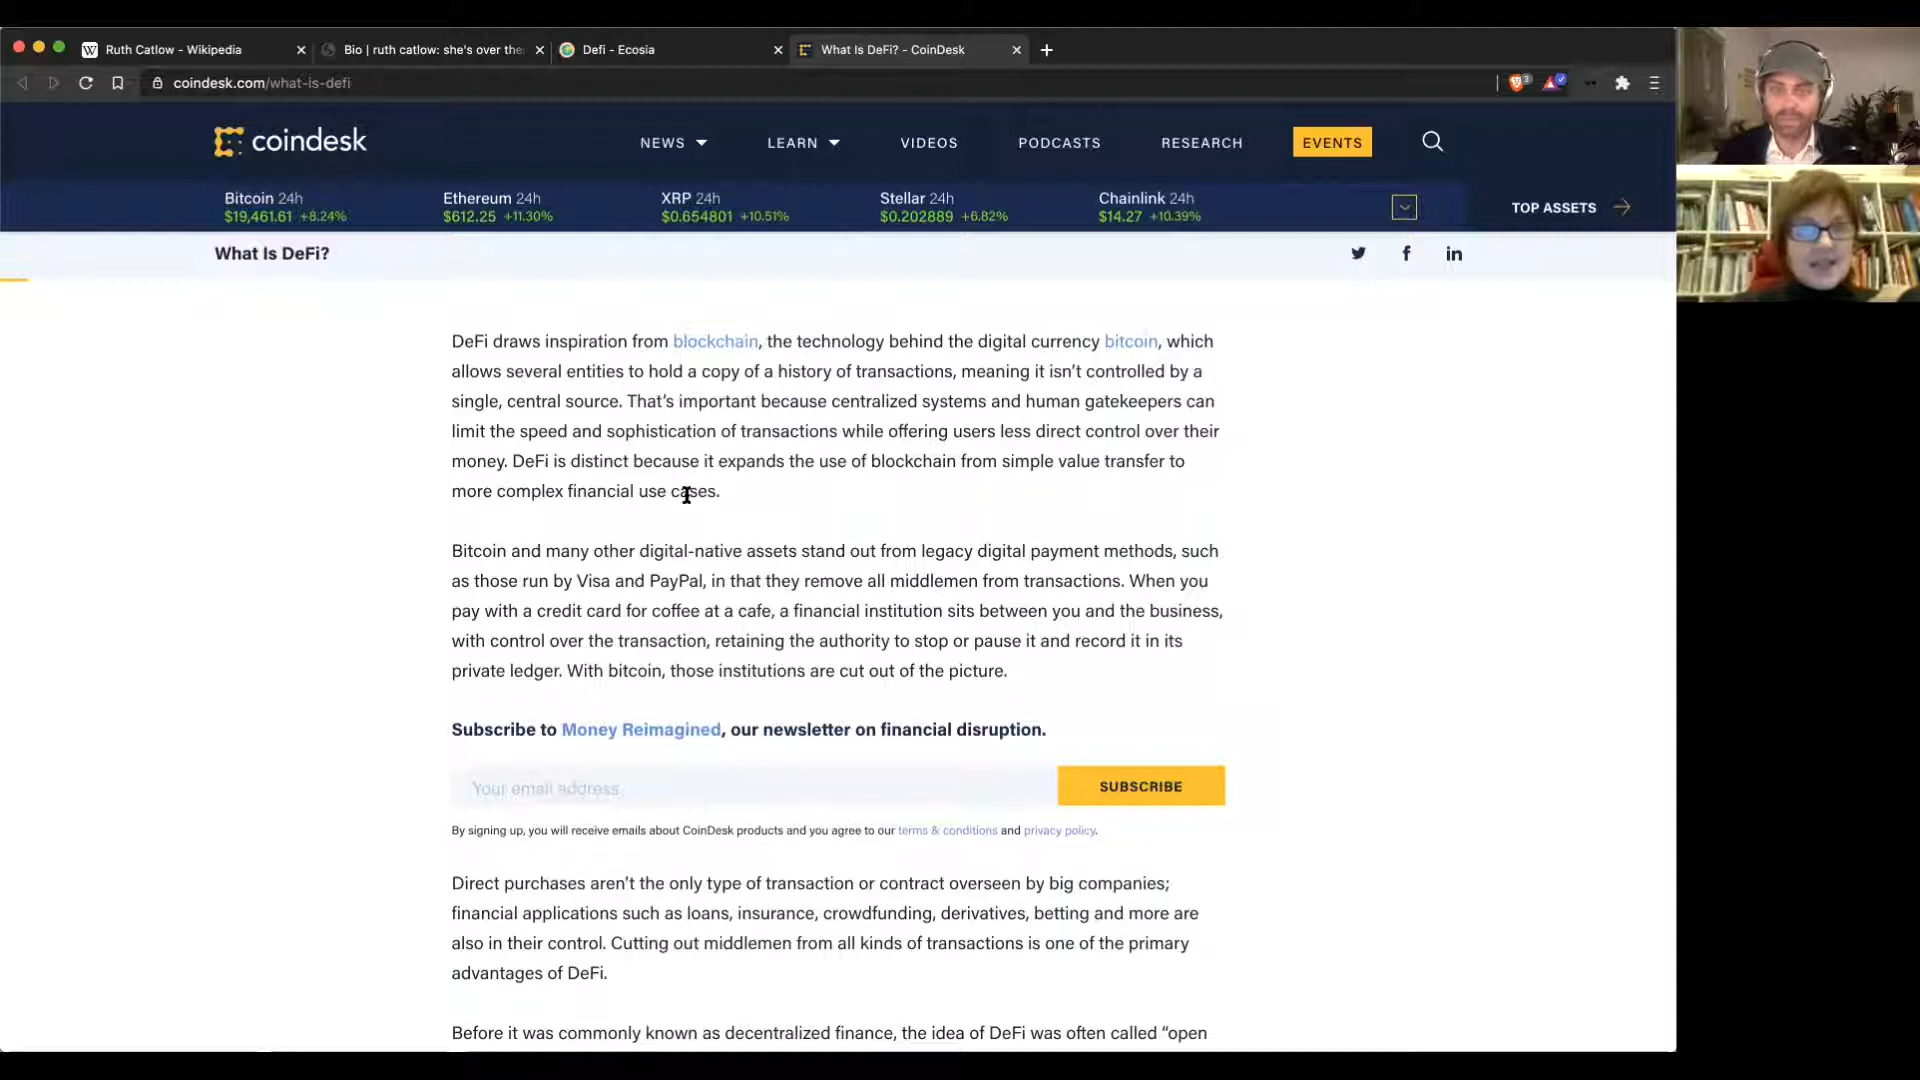 Ruth Catlow - Wikipedia
Bio | ruth catlow: she's over the
Defi - Ecosia
What Is DeFi? - CoinDesk
coindesk.com/what-is-defi
3
coindesk
NEWS
LEARN
VIDEOS
PODCASTS
RESEARCH
EVENTS
Bitcoin 24h
$19,461.61 +8.24%
Ethereum 24h
$612.25 +11.30%
XRP 24h
$0.654801 +10.51%
Stellar 24h
$0.202889 +6.82%
Chainlink 24h
$14.27 +10.39%
TOP ASSETS
What Is DeFi?
DeFi draws inspiration from blockchain, the technology behind the digital currency bitcoin, which
allows several entities to hold a copy of a history of transactions, meaning it isn't controlled by a
single, central source. That's important because centralized systems and human gatekeepers can
limit the speed and sophistication of transactions while offering users less direct control over their
money. DeFi is distinct because it expands the use of blockchain from simple value transfer to
more complex financial use cases.
Bitcoin and many other digital-native assets stand out from legacy digital payment methods, such
as those run by Visa and PayPal, in that they remove all middlemen from transactions. When you
pay with a credit card for coffee at a cafe, a financial institution sits between you and the business,
with control over the transaction, retaining the authority to stop or pause it and record it in its
private ledger. With bitcoin, those institutions are cut out of the picture.
Subscribe to Money Reimagined, our newsletter on financial disruption.
Your email address
SUBSCRIBE
By signing up, you will receive emails about CoinDesk products and you agree to our terms & conditions and privacy policy.
Direct purchases aren't the only type of transaction or contract overseen by big companies;
financial applications such as loans, insurance, crowdfunding, derivatives, betting and more are
also in their control. Cutting out middlemen from all kinds of transactions is one of the primary
advantages of DeFi.
Before it was commonly known as decentralized finance, the idea of DeFi was often called “open